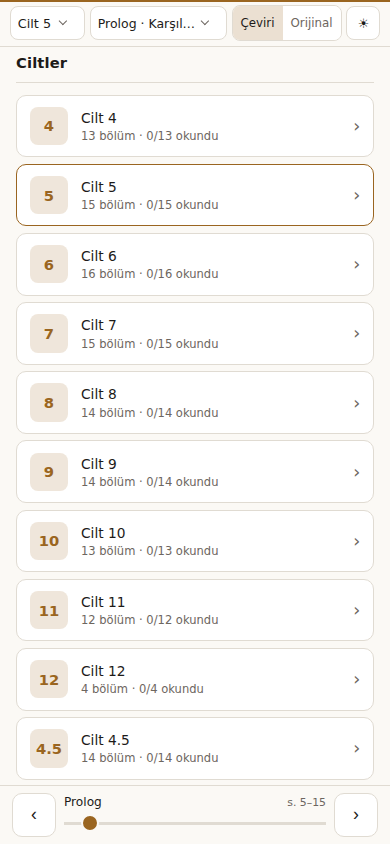 Cilt 5
Prolog · Karşıl...
Çeviri
Orijinal
Ciltler
4
Cilt 4
13 bölüm · 0/13 okundu
5
Cilt 5
15 bölüm · 0/15 okundu
6
Cilt 6
16 bölüm · 0/16 okundu
7
Cilt 7
15 bölüm · 0/15 okundu
8
Cilt 8
14 bölüm · 0/14 okundu
9
Cilt 9
14 bölüm · 0/14 okundu
10
Cilt 10
13 bölüm · 0/13 okundu
11
Cilt 11
12 bölüm · 0/12 okundu
12
Cilt 12
4 bölüm · 0/4 okundu
4.5
Cilt 4.5
14 bölüm · 0/14 okundu
Prolog
s. 5–15